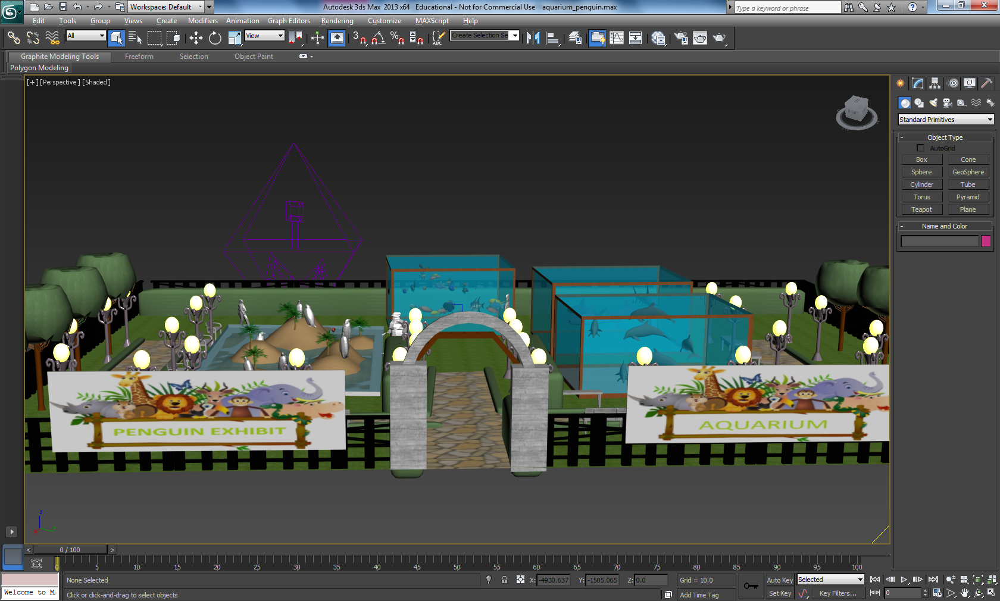 Workspace: Default
Autodesk 3ds Max 2013 x64 Educational - Not for Commercial Use aquarium_penguin.max
Type a keyword or phrase
Edit Tools Group Views Create Modifiers Animation Graph Editors Rendering Customize MAXScript Help
All
View
3
%
ABC
Create Selection Se
Graphite Modeling Tools Freeform Selection Object Paint
Polygon Modeling
[+] [Perspective] [Shaded]
RIGHT
Standard Primitives
- Object Type
AutoGrid
Box Cone
Sphere GeoSphere
Cylinder Tube
Torus Pyramid
Teapot Plane
- Name and Color
PENGUIN EXHIBIT
AQUARIUM
z
x y
< 0 / 100 >
0 5 10 15 20 25 30 35 40 45 50 55 60 65 70 75 80 85 90 95 100
None Selected
X: -4930.637 Y: -1505.065 Z: 0.0
Grid = 10.0
Auto Key
Selected
Welcome to M
Click or click-and-drag to select objects
Add Time Tag
Set Key
Key Filters...
0